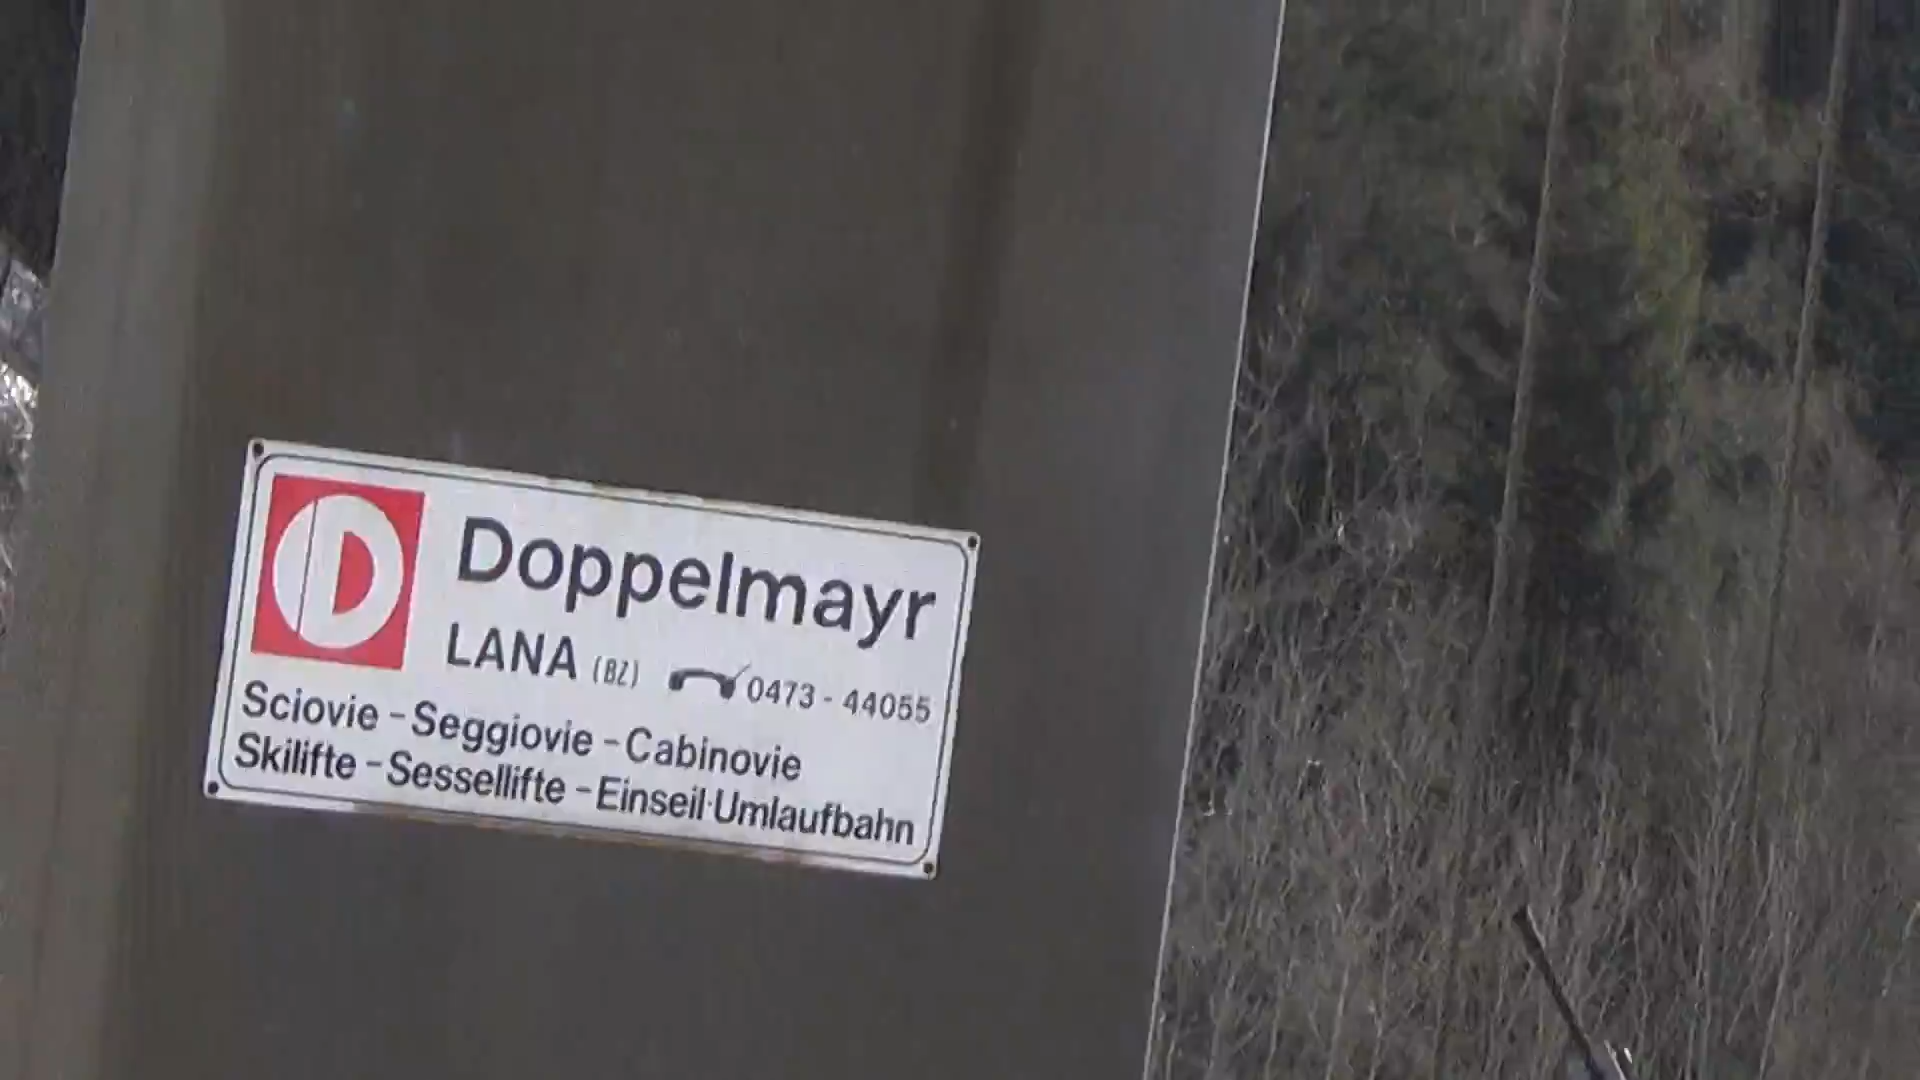 D Doppelmayr
LANA (BZ) 0473 - 44055
Sciovie - Seggiovie - Cabinovie
Skilifte - Sessellifte - Einseil-Umlaufbahn